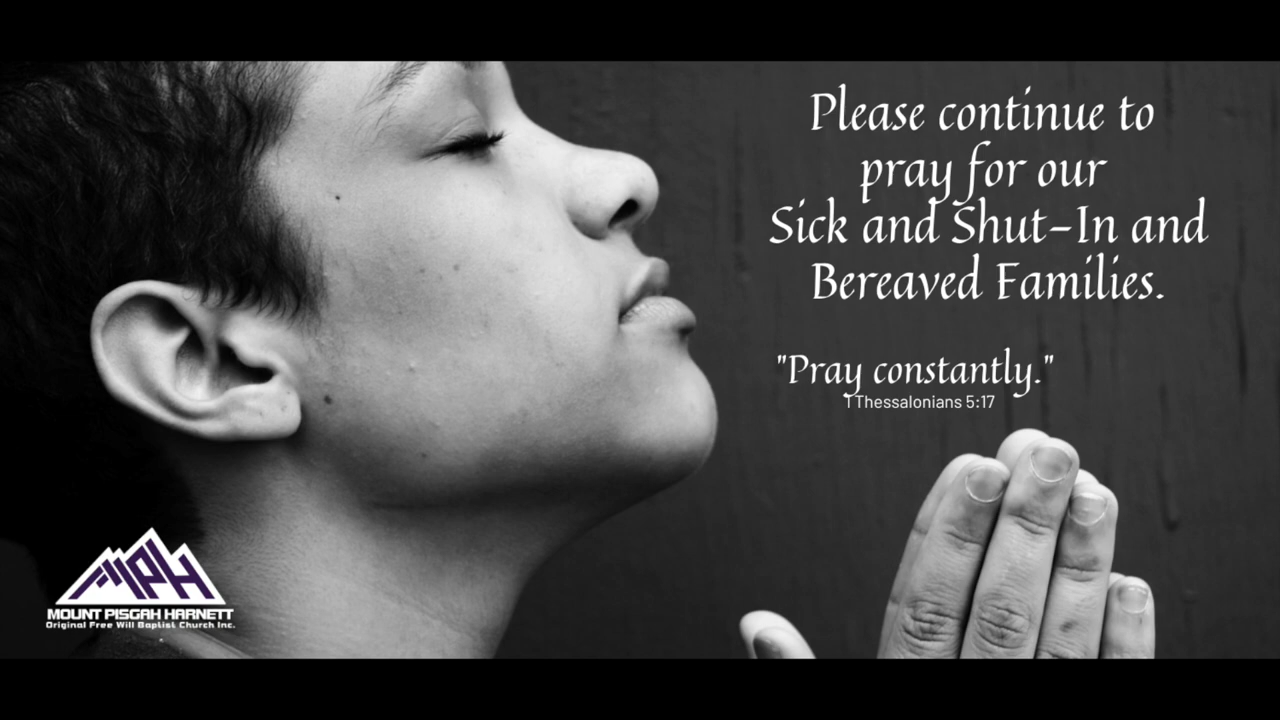 Please continue to
pray for our
Sick and Shut-In and
Bereaved Families.
"Pray constantly."
1 Thessalonians 5:17
MPH
MOUNT PISGAH HARNETT
Original Free Will Baptist Church Inc.